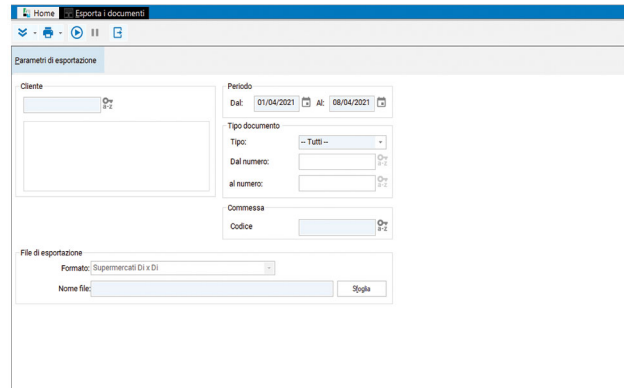 Home Esporta i documenti
Parametri di esportazione
Cliente
a-z
Periodo
Dal: 01/04/2021 Al: 08/04/2021
Tipo documento
Tipo: -- Tutti --
Dal numero: a-z
al numero: a-z
Commessa
Codice a-z
File di esportazione
Formato: Supermercati Di x Di
Nome file: Sfoglia